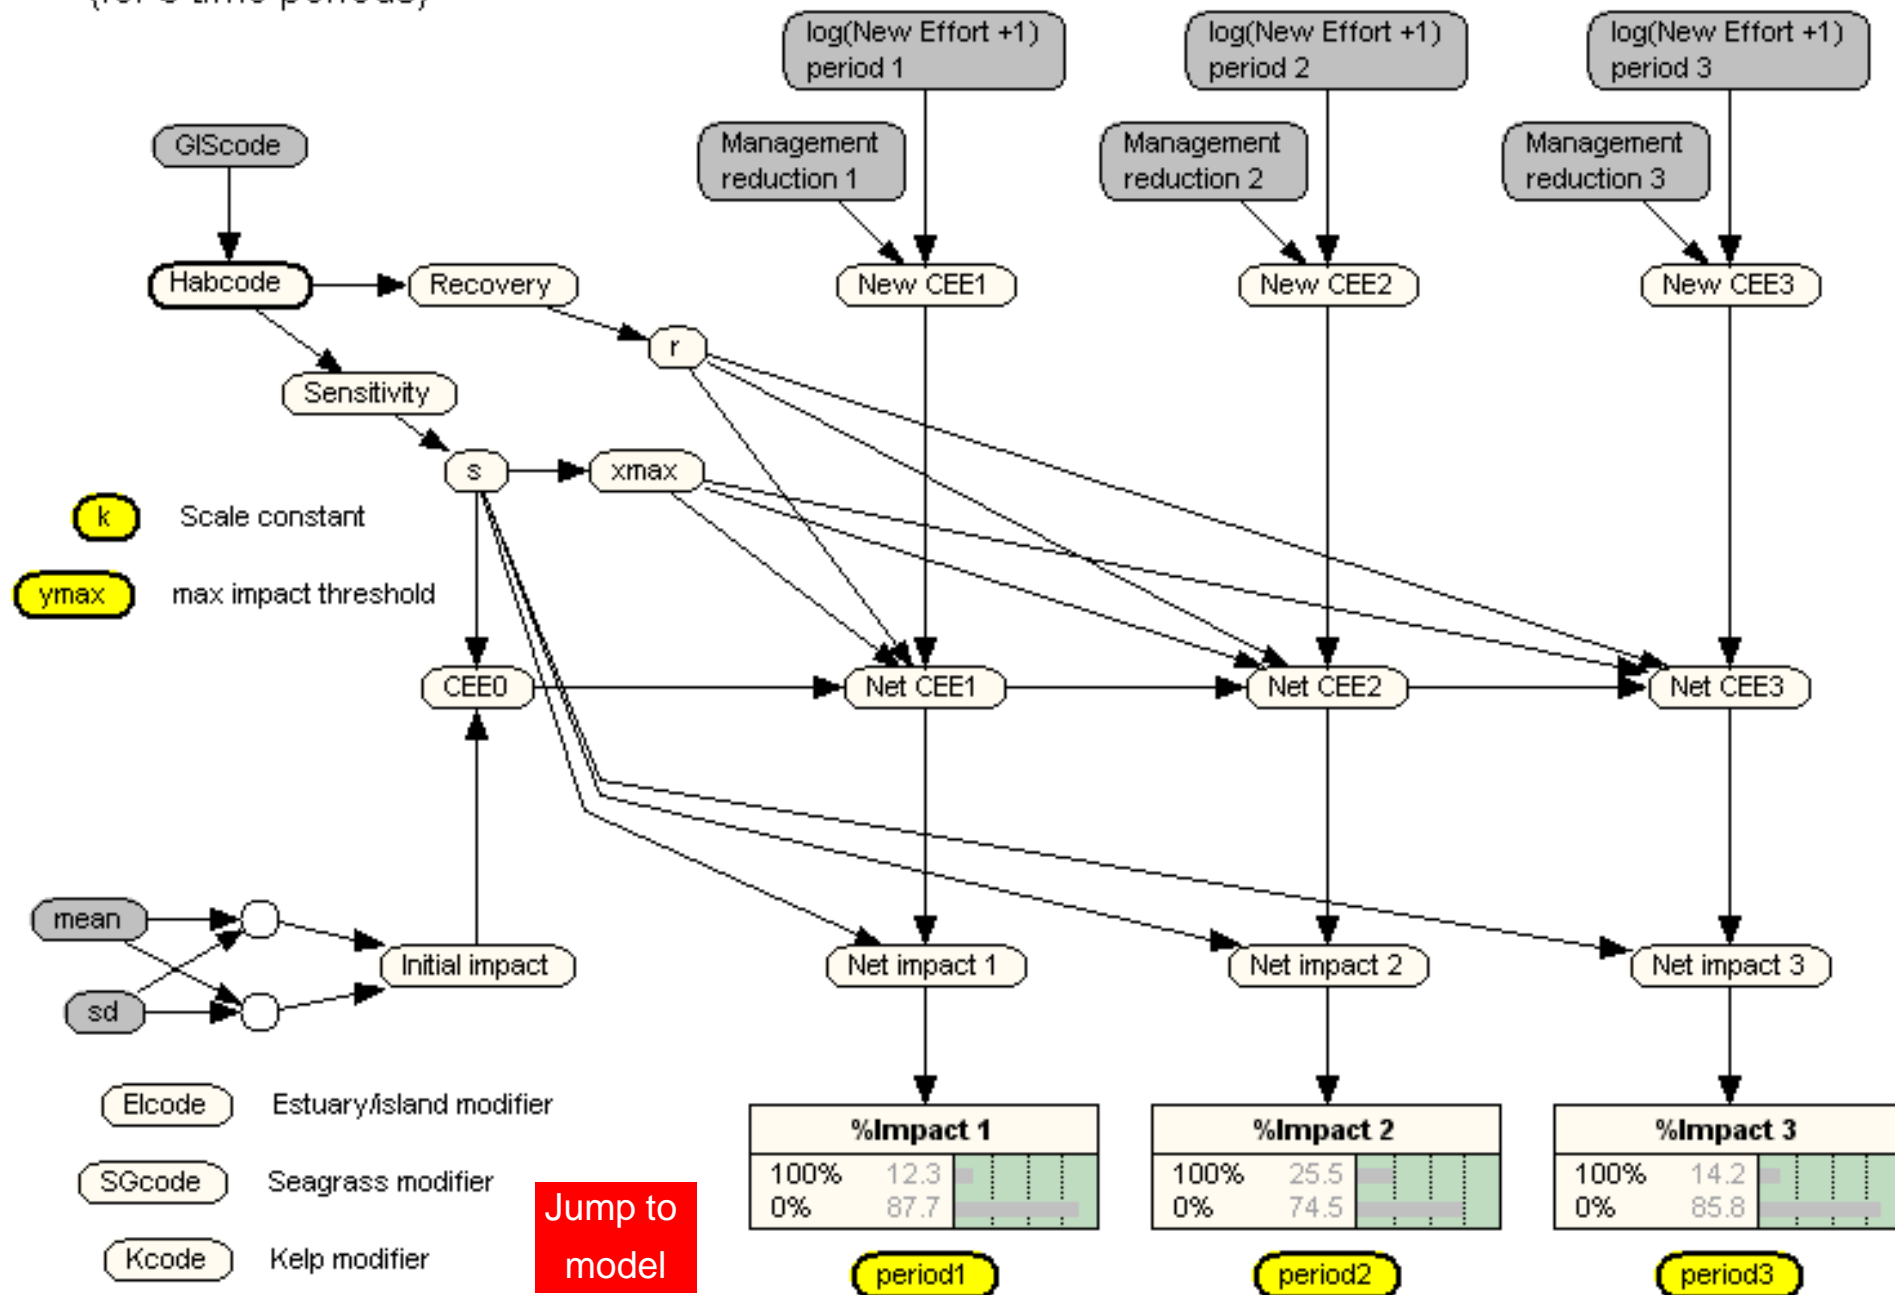 (for 3 time periods)
log(New Effort +1)
period 1
log(New Effort +1)
period 2
log(New Effort +1)
period 3
GIScode
Management
reduction 1
Management
reduction 2
Management
reduction 3
Habcode
Recovery
New CEE1
New CEE2
New CEE3
r
Sensitivity
s
xmax
k
Scale constant
ymax
max impact threshold
CEE0
Net CEE1
Net CEE2
Net CEE3
mean
Initial impact
Net impact 1
Net impact 2
Net impact 3
sd
EIcode
Estuary/island modifier
%Impact 1
100% 12.3
0% 87.7
%Impact 2
100% 25.5
0% 74.5
%Impact 3
100% 14.2
0% 85.8
SGcode
Seagrass modifier
Jump to
model
Kcode
Kelp modifier
period1
period2
period3